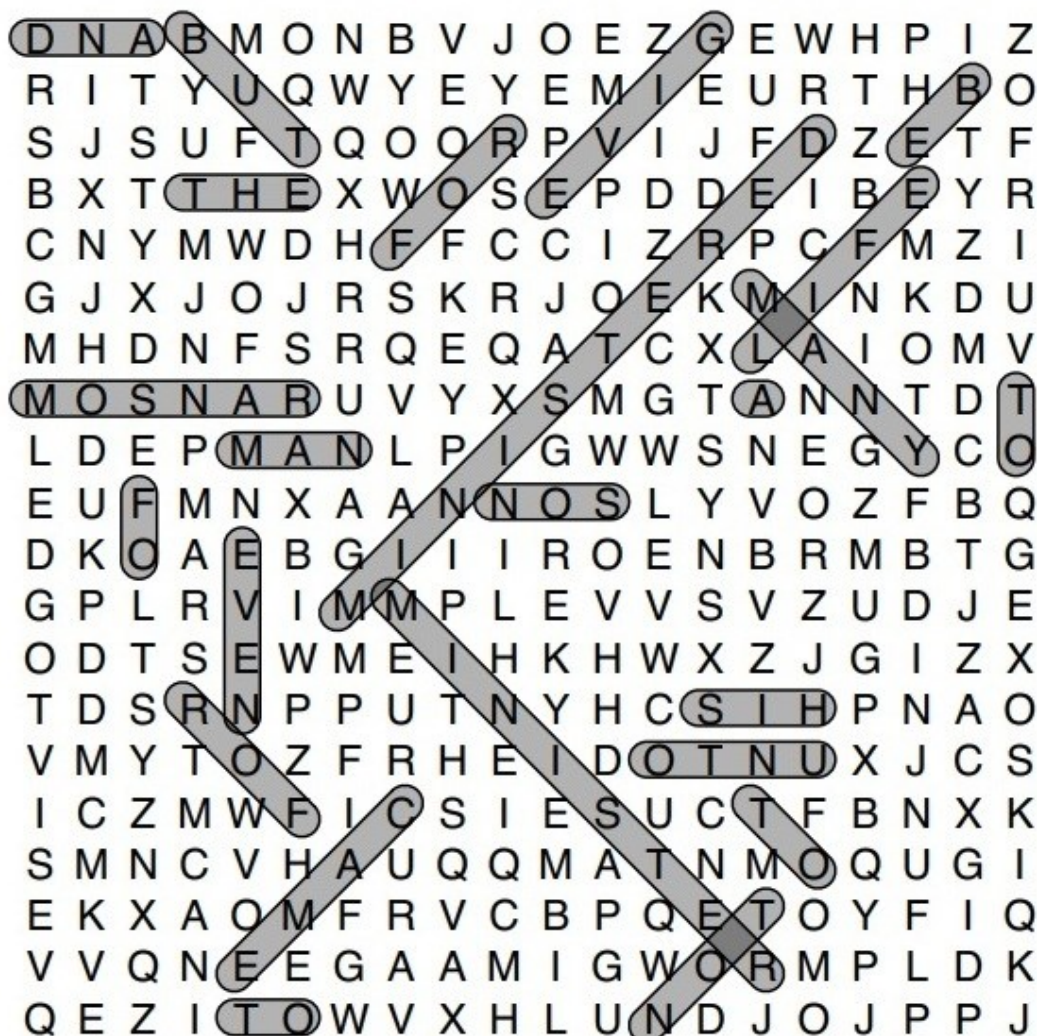 D N A B M O N B V J O E Z G E W H P I Z
R I T Y U Q W Y E Y E M I E U R T H B O
S J S U F T Q O O R P V I J F D Z E T F
B X T T H E X W O S E P D D E I B E Y R
C N Y M W D H F F C C I Z R P C F M Z I
G J X J O J R S K R J O E K M I N K D U
M H D N F S R Q E Q A T C X L A I O M V
M O S N A R U V Y X S M G T A N N T D T
L D E P M A N L P I G W W S N E G Y C O
E U F M N X A A N N O S L Y V O Z F B Q
D K O A E B G I I I R O E N B R M B T G
G P L R V I M M P L E V V S V Z U D J E
O D T S E W M E I H K H W X Z J G I Z X
T D S R N P P U T N Y H C S I H P N A O
V M Y T O Z F R H E I D O T N U X J C S
I C Z M W F I C S I E S U C T F B N X K
S M N C V H A U Q Q M A T N M O Q U G I
E K X A O M F R V C B P Q E T O Y F I Q
V V Q N E E G A A M I G W O R M P L D K
Q E Z I T O W V X H L U N D J O J P P J